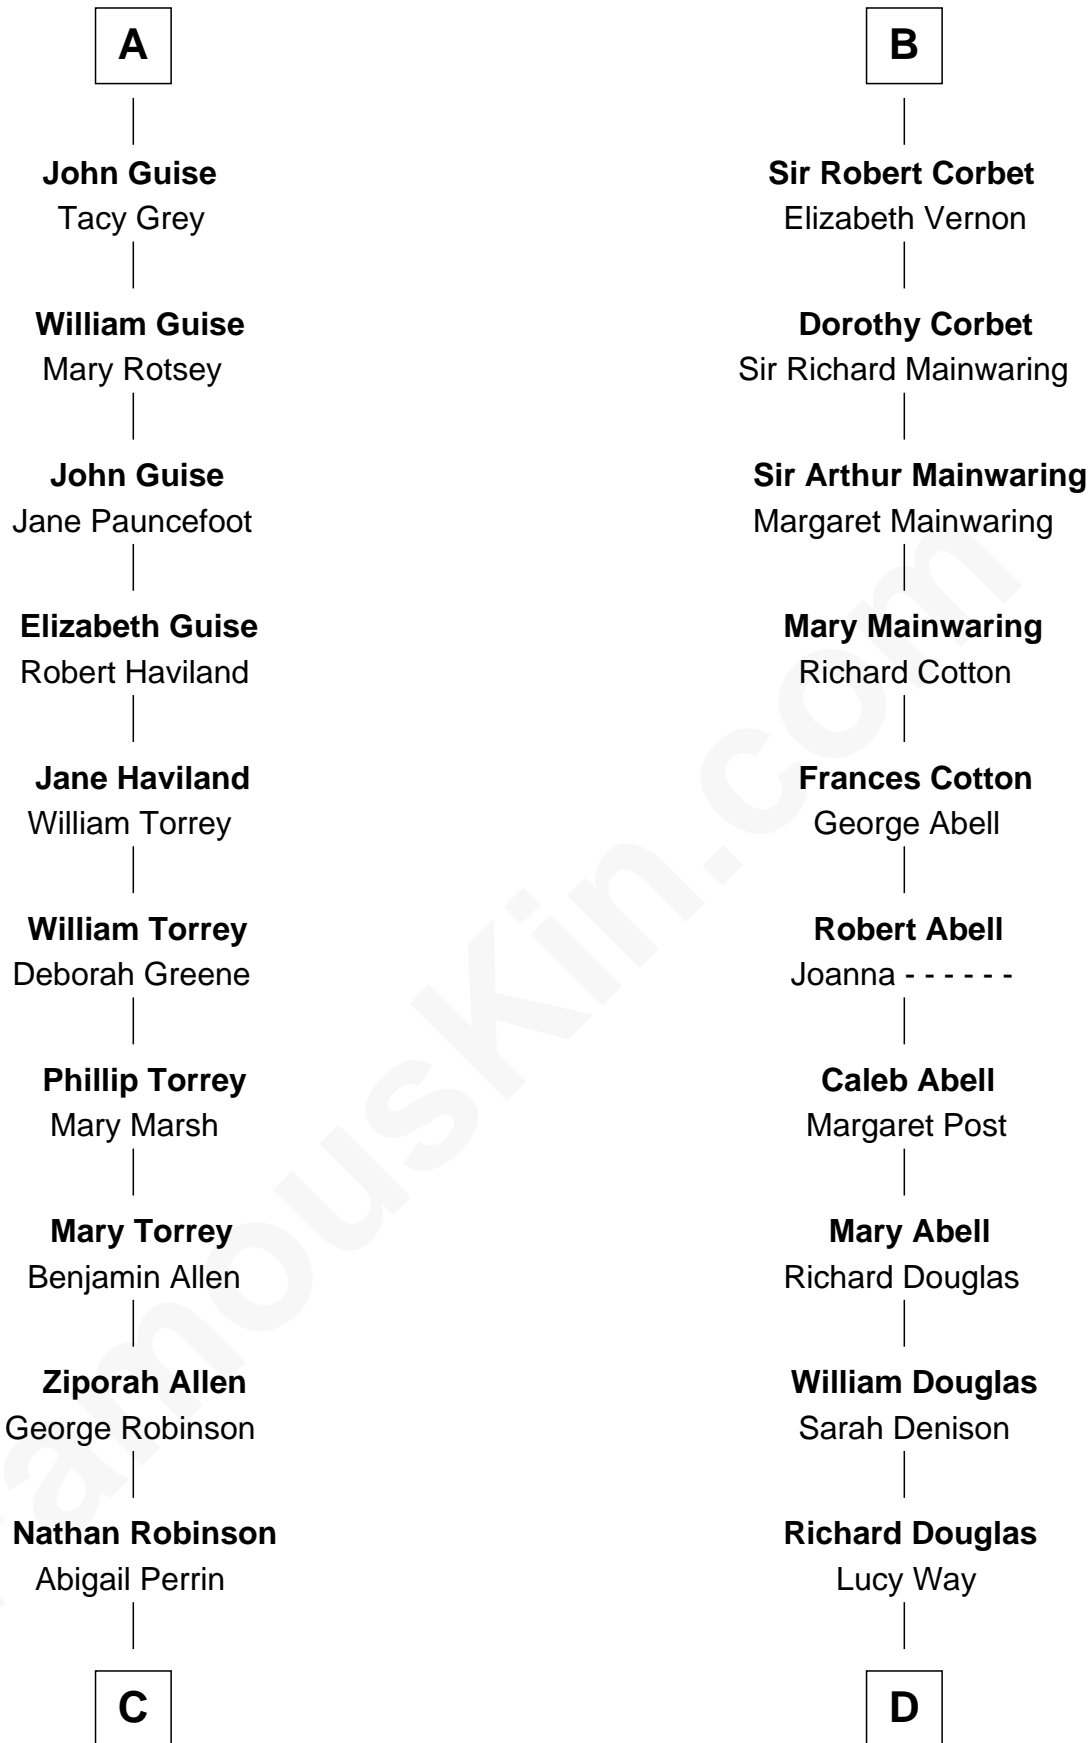 A
John Guise
Tacy Grey
William Guise
Mary Rotsey
John Guise
Jane Pauncefoot
Elizabeth Guise
Robert Haviland
Jane Haviland
William Torrey
William Torrey
Deborah Greene
Phillip Torrey
Mary Marsh
Mary Torrey
Benjamin Allen
Ziporah Allen
George Robinson
Nathan Robinson
Abigail Perrin
C
B
Sir Robert Corbet
Elizabeth Vernon
Dorothy Corbet
Sir Richard Mainwaring
Sir Arthur Mainwaring
Margaret Mainwaring
Mary Mainwaring
Richard Cotton
Frances Cotton
George Abell
Robert Abell
Joanna - - - - - -
Caleb Abell
Margaret Post
Mary Abell
Richard Douglas
William Douglas
Sarah Denison
Richard Douglas
Lucy Way
D
FamousKin.com